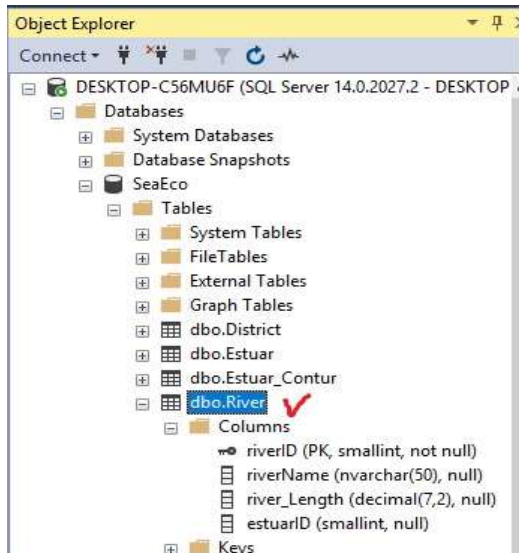 Object Explorer
Connect
DESKTOP-C56MU6F (SQL Server 14.0.2027.2 - DESKTOP
Databases
System Databases
Database Snapshots
SeaEco
Tables
System Tables
FileTables
External Tables
Graph Tables
dbo.District
dbo.Estuar
dbo.Estuar_Contur
dbo.River
Columns
riverID (PK, smallint, not null)
riverName (nvarchar(50), null)
river_Length (decimal(7,2), null)
estuarID (smallint, null)
Keys